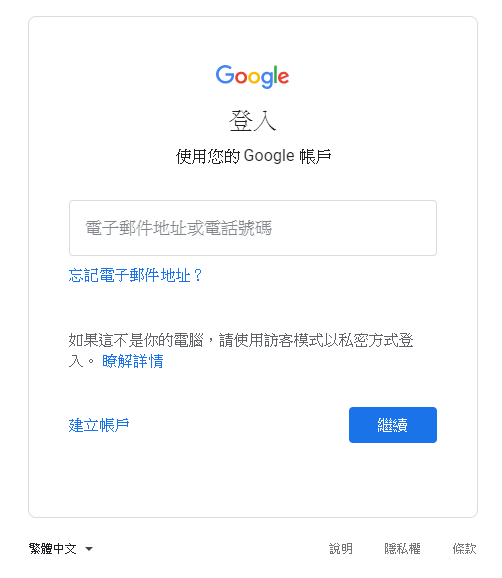 Google
登入
使用您的 Google 帳戶
電子郵件地址或電話號碼
忘記電子郵件地址？
如果這不是你的電腦，請使用訪客模式以私密方式登
入。瞭解詳情
建立帳戶
繼續
繁體中文
說明
隱私權
條款